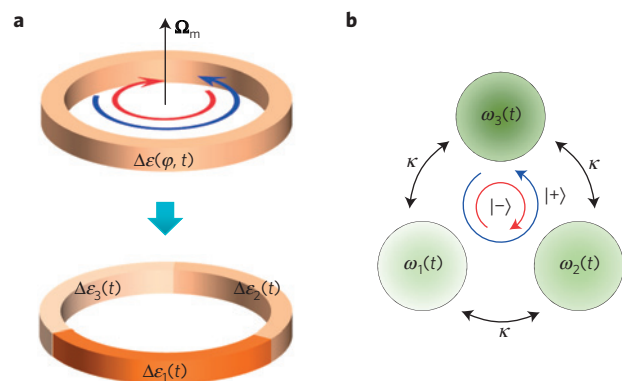 a
Ωm
Δε(φ, t)
Δε3(t)
Δε2(t)
Δε1(t)
b
ω3(t)
κ
κ
|−⟩
|+⟩
ω1(t)
ω2(t)
κ